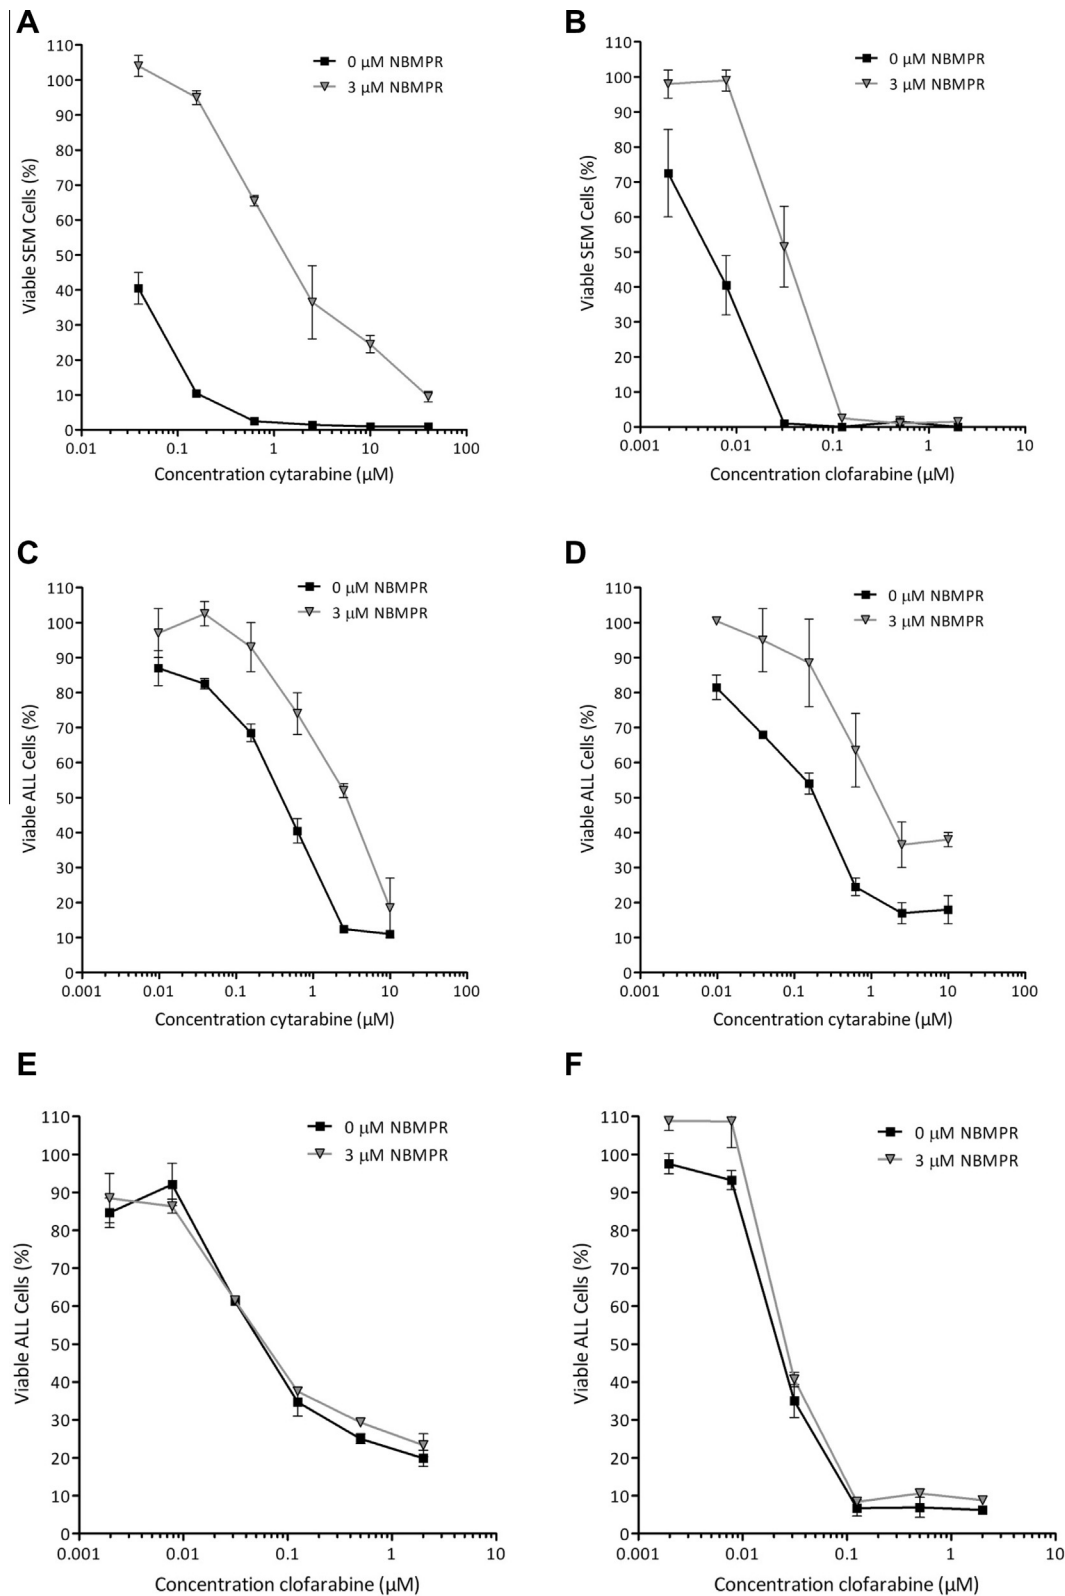 A
110
100
90
80
70
60
50
40
30
20
10
0
Viable SEM Cells (%)
0 µM NBMPR
3 µM NBMPR
0.01 0.1 1 10 100
Concentration cytarabine (µM)
B
110
100
90
80
70
60
50
40
30
20
10
0
Viable SEM Cells (%)
0 µM NBMPR
3 µM NBMPR
0.001 0.01 0.1 1 10
Concentration clofarabine (µM)
C
110
100
90
80
70
60
50
40
30
20
10
0
Viable ALL Cells (%)
0 µM NBMPR
3 µM NBMPR
0.001 0.01 0.1 1 10 100
Concentration cytarabine (µM)
D
110
100
90
80
70
60
50
40
30
20
10
0
Viable ALL Cells (%)
0 µM NBMPR
3 µM NBMPR
0.001 0.01 0.1 1 10 100
Concentration cytarabine (µM)
E
110
100
90
80
70
60
50
40
30
20
10
0
Viable ALL Cells (%)
0 µM NBMPR
3 µM NBMPR
0.001 0.01 0.1 1 10
Concentration clofarabine (µM)
F
110
100
90
80
70
60
50
40
30
20
10
0
Viable ALL Cells (%)
0 µM NBMPR
3 µM NBMPR
0.001 0.01 0.1 1 10
Concentration clofarabine (µM)